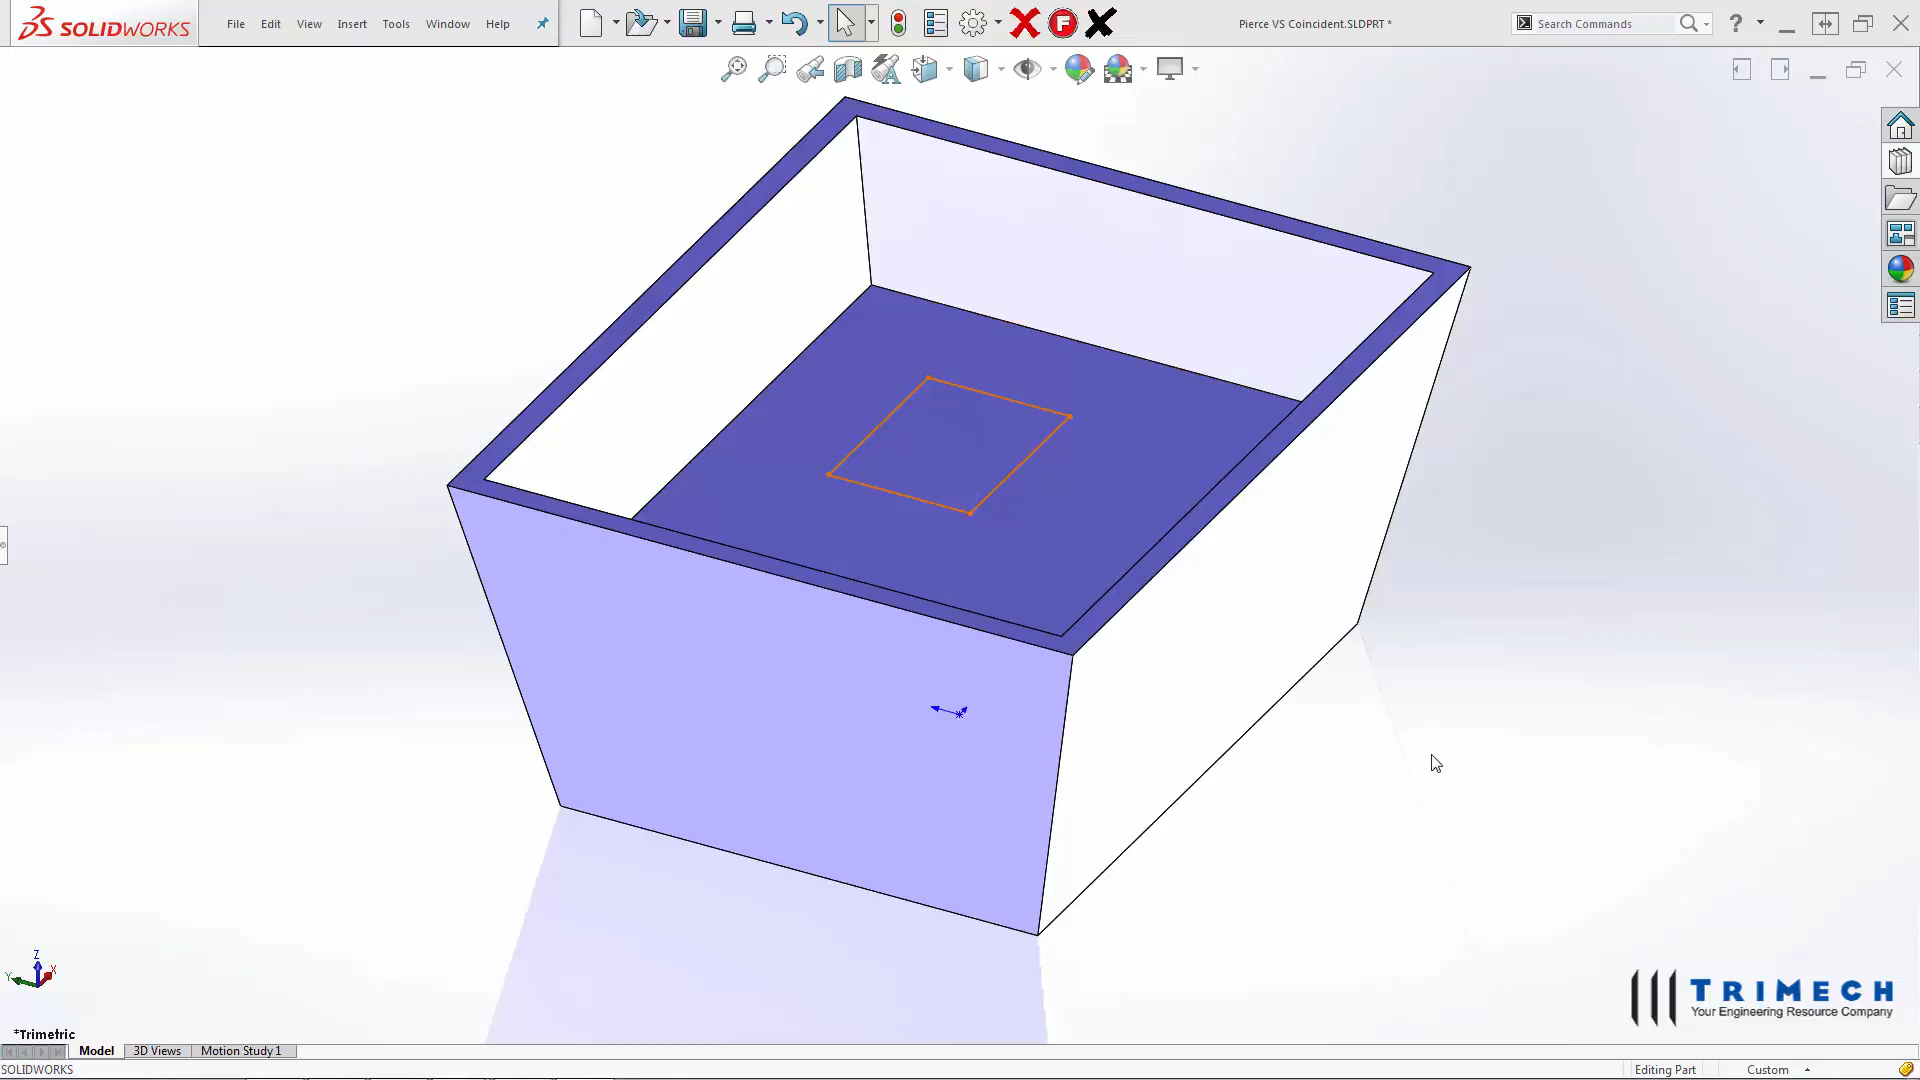 SOLIDWORKS File Edit View Insert Tools Window Help Pierce VS Coincident.SLDPRT * Search Commands ?
Z
Y X
*Trimetric
TRIMECH
Your Engineering Resource Company
Model 3D Views Motion Study 1
SOLIDWORKS Editing Part Custom